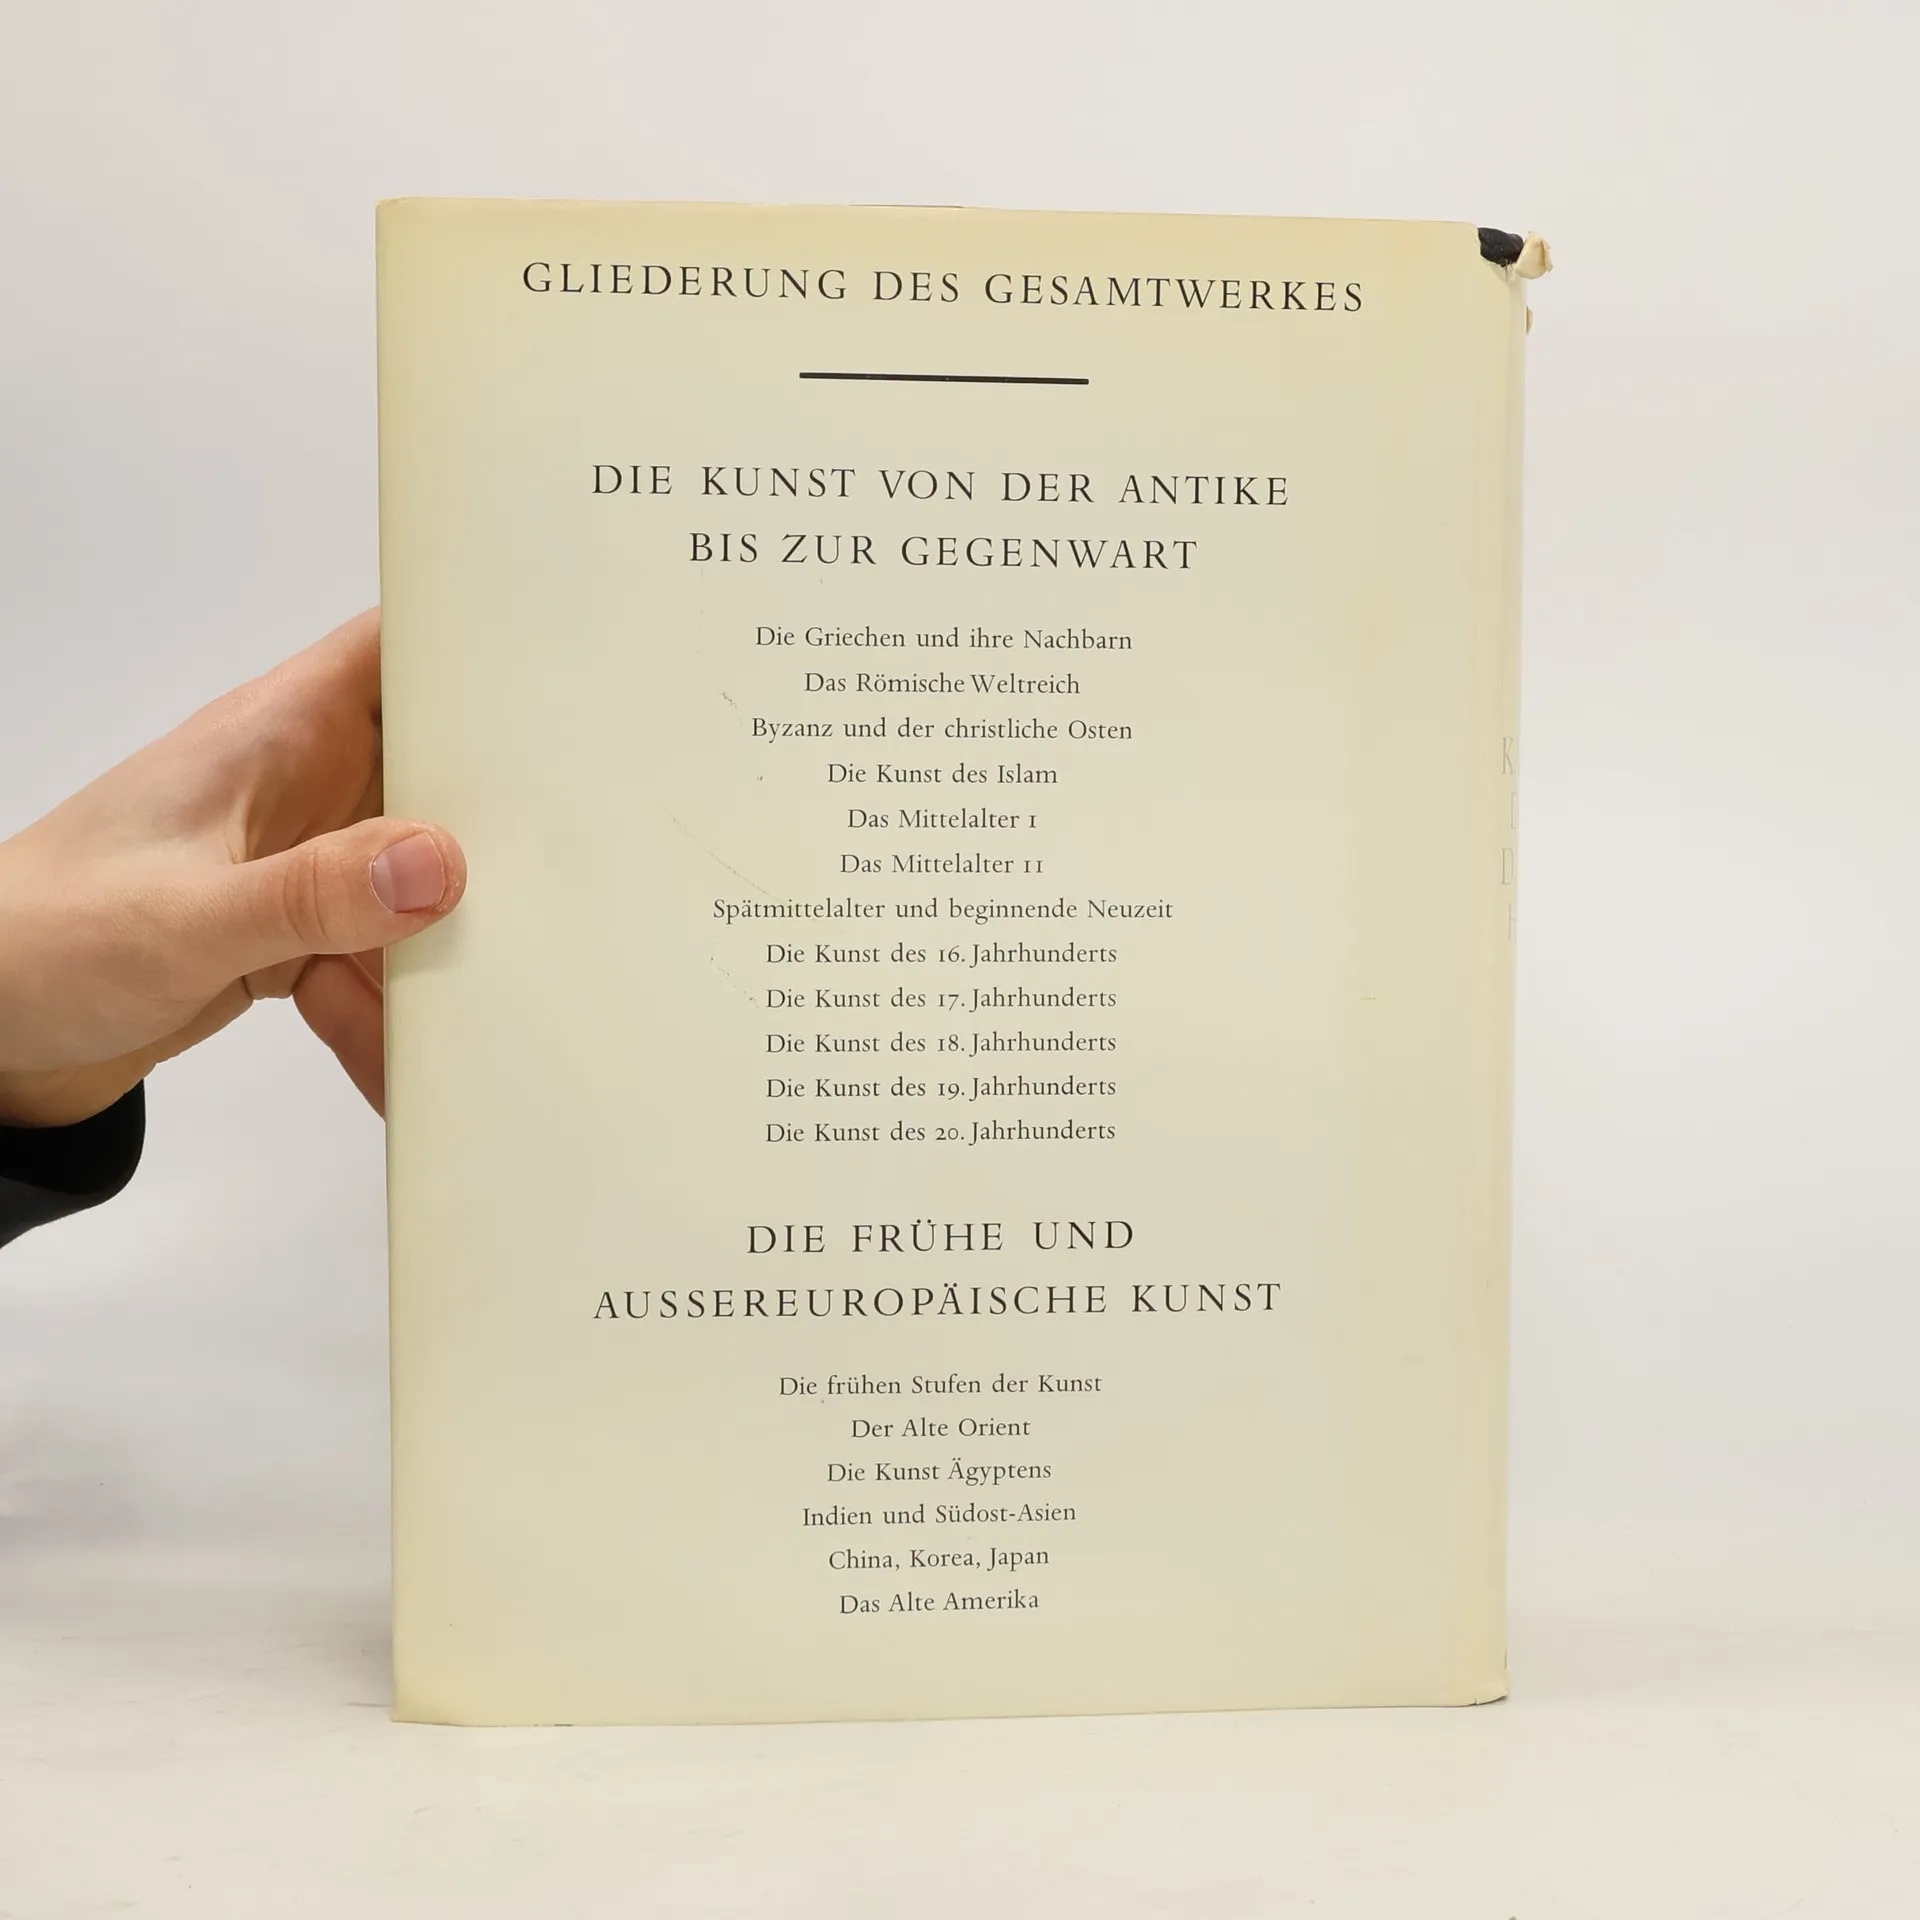 GLIEDERUNG DES GESAMTWERKES
DIE KUNST VON DER ANTIKE
BIS ZUR GEGENWART
Die Griechen und ihre Nachbarn
Das Römische Weltreich
Byzanz und der christliche Osten
Die Kunst des Islam
Das Mittelalter I
Das Mittelalter II
Spätmittelalter und beginnende Neuzeit
Die Kunst des 16. Jahrhunderts
Die Kunst des 17. Jahrhunderts
Die Kunst des 18. Jahrhunderts
Die Kunst des 19. Jahrhunderts
Die Kunst des 20. Jahrhunderts
DIE FRÜHE UND
AUSSEREUROPÄISCHE KUNST
Die frühen Stufen der Kunst
Der Alte Orient
Die Kunst Ägyptens
Indien und Südost-Asien
China, Korea, Japan
Das Alte Amerika